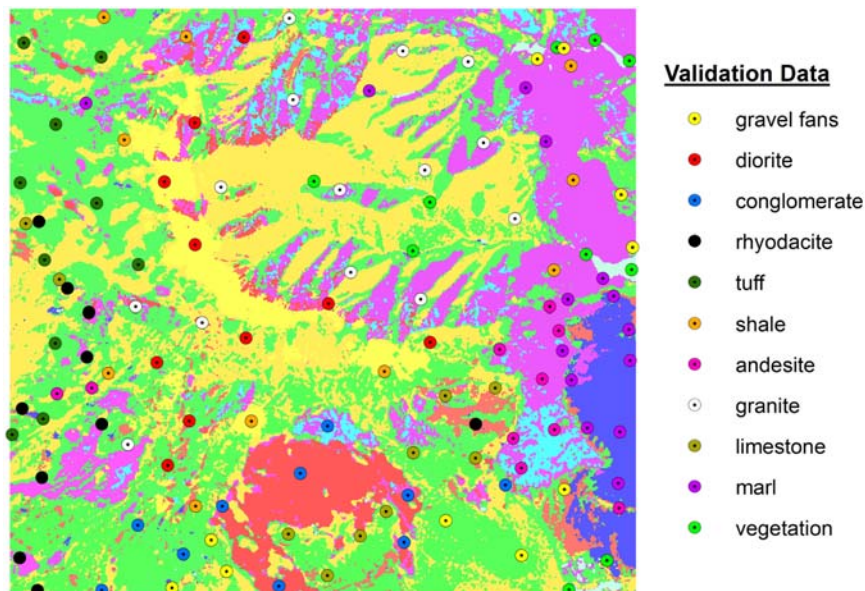 Validation Data
gravel fans
diorite
conglomerate
rhyodacite
tuff
shale
andesite
granite
limestone
marl
vegetation